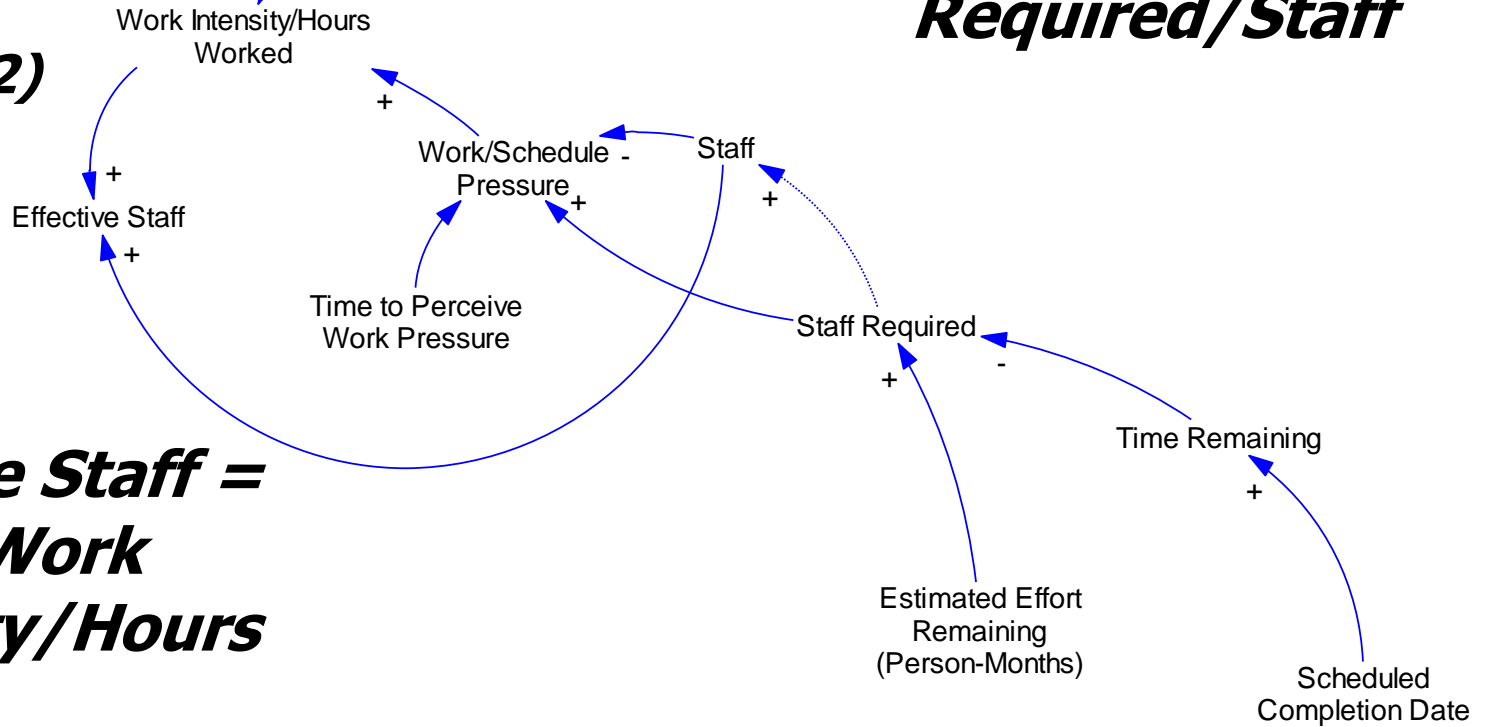 Required/Staff
Work Intensity/Hours
Worked
2)
+
Work/Schedule
Pressure
-
Staff
+
+
+
Effective Staff
+
Time to Perceive
Work Pressure
Staff Required
+
-
Time Remaining
+
e Staff =
Work
y/Hours
Estimated Effort
Remaining
(Person-Months)
Scheduled
Completion Date